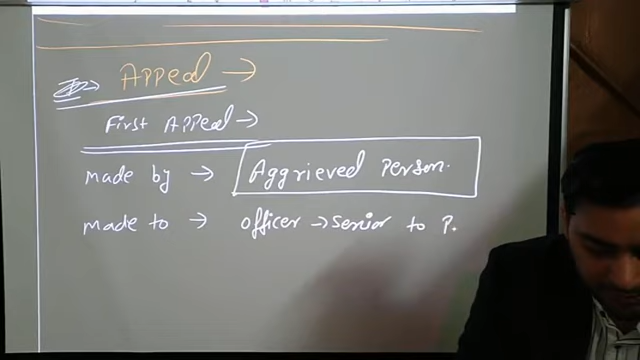 Appeal →
First Appeal →
made by → Aggrieved Person.
made to → officer → Senior to P.